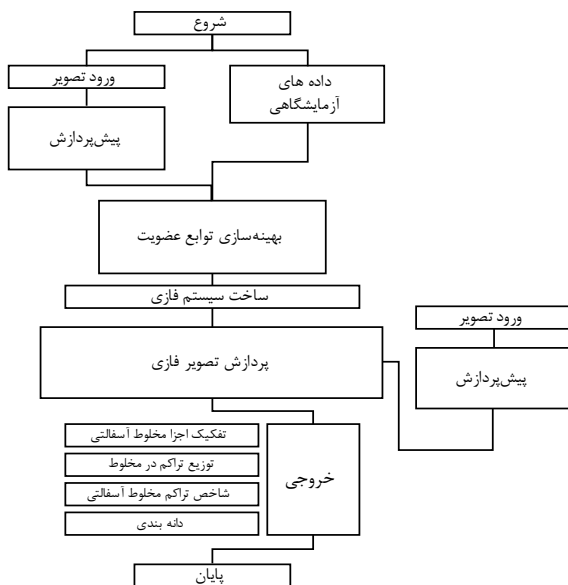 شروع
ورود تصویر
داده های
آزمایشگاهی
پیش‌پردازش
بهینه‌سازی توابع عضویت
ساخت سیستم فازی
ورود تصویر
پردازش تصویر فازی
پیش‌پردازش
تفکیک اجزا مخلوط آسفالتی
توزیع تراکم در مخلوط
شاخص تراکم مخلوط آسفالتی
دانه بندی
خروجی
پایان